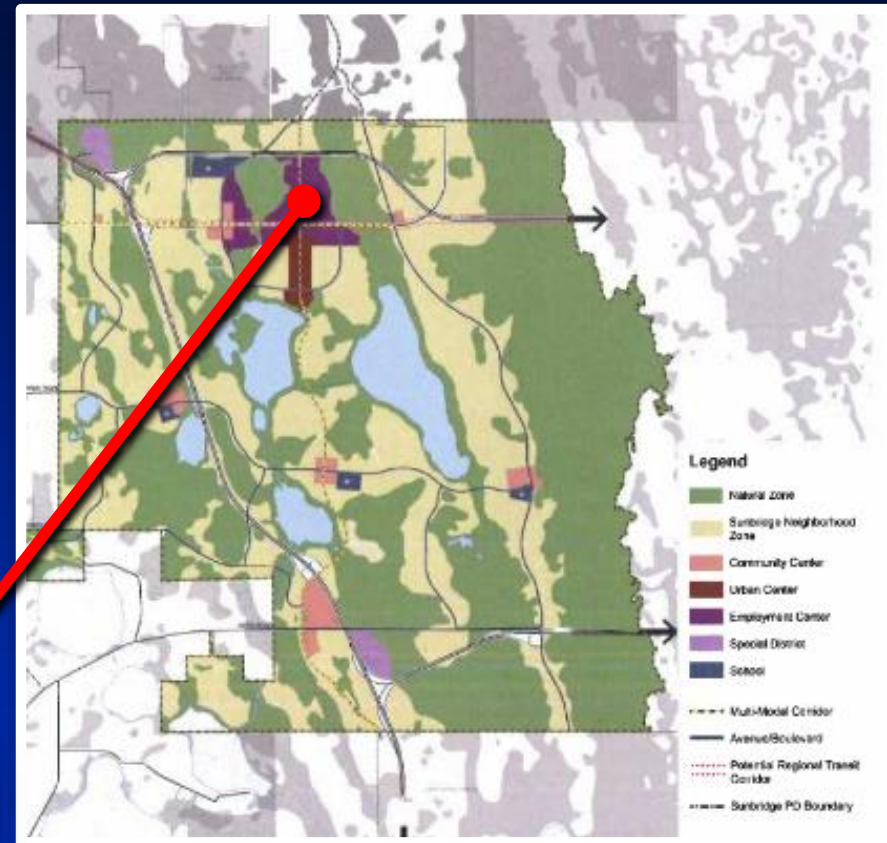 Legend
Natural Zone
Sunbridge Neighborhood
Zone
Community Center
Urban Center
Employment Center
Special District
School
Multi-Modal Corridor
Avenue/Boulevard
Potential Regional Transit
Corridor
Sunbridge PD Boundary